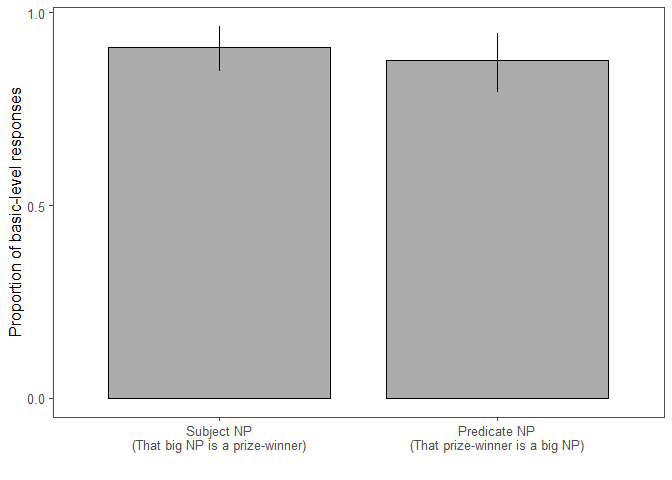 Proportion of basic-level responses
1.0
0.5
0.0
Subject NP
(That big NP is a prize-winner)
Predicate NP
(That prize-winner is a big NP)